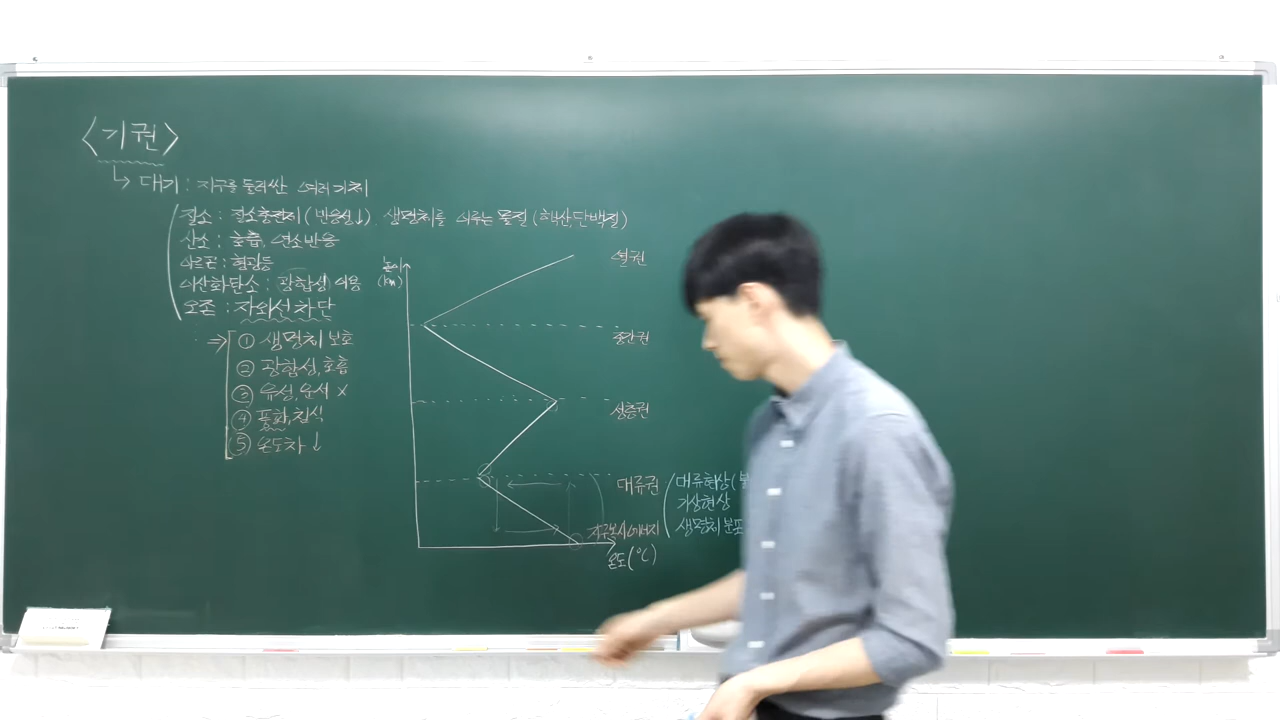 <기권>
↳ 대기 : 지구를 둘러싼 여러 기체
질소 : 질소충전제 (반응성↓). 생명체를 이루는 물질 (핵산,단백질)
산소 : 호흡, 연소반응
아르곤 : 형광등
이산화탄소 : 광합성 이용
오존 : 자외선 차단
⇒ ① 생명체 보호
② 광합성, 호흡
③ 유성, 운석 x
④ 풍화, 침식
⑤ 온도차 ↓
높이
(km)
열권
중간권
성층권
대류권
대류현상(
기상현상
생명체 분포
지구복사에너지
온도(℃)